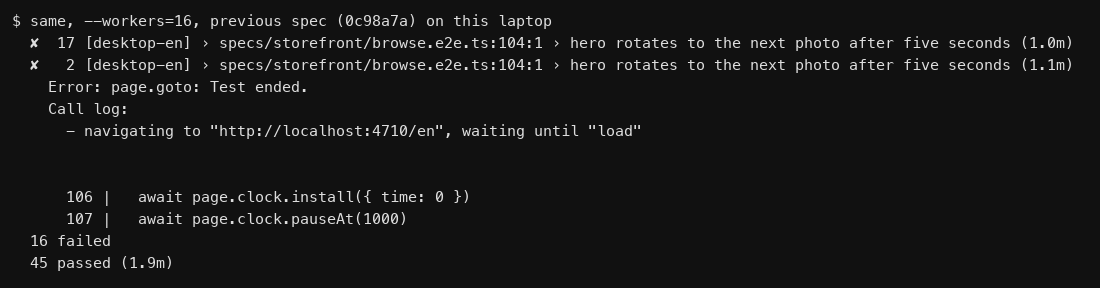 $ same, --workers=16, previous spec (0c98a7a) on this laptop
✘ 17 [desktop-en] › specs/storefront/browse.e2e.ts:104:1 › hero rotates to the next photo after five seconds (1.0m)
✘ 2 [desktop-en] › specs/storefront/browse.e2e.ts:104:1 › hero rotates to the next photo after five seconds (1.1m)
Error: page.goto: Test ended.
Call log:
– navigating to "http://localhost:4710/en", waiting until "load"
106 | await page.clock.install({ time: 0 })
107 | await page.clock.pauseAt(1000)
16 failed
45 passed (1.9m)